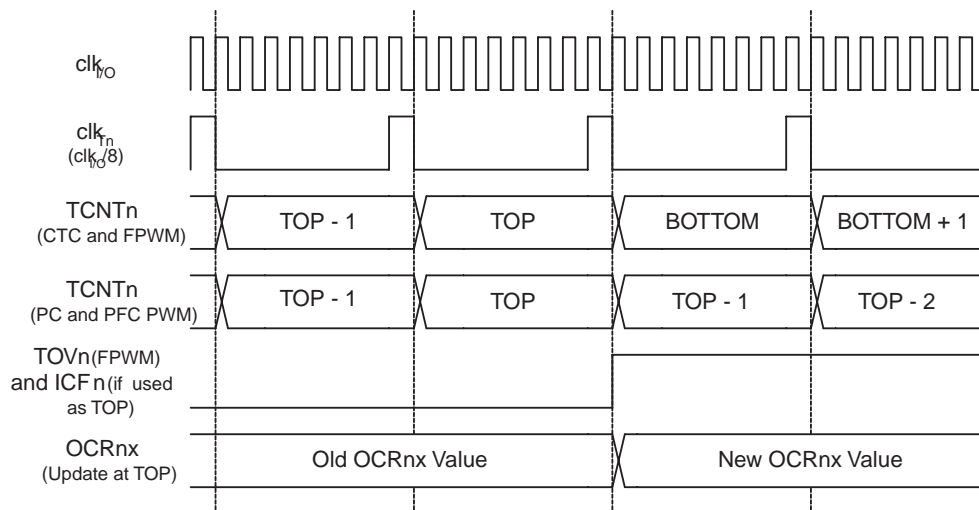 clkI/O
clkTn
(clkI/O/8)
TCNTn
(CTC and FPWM)
TOP - 1
TOP
BOTTOM
BOTTOM + 1
TCNTn
(PC and PFC PWM)
TOP - 1
TOP
TOP - 1
TOP - 2
TOVn(FPWM)
and ICFn(if used
as TOP)
OCRnx
(Update at TOP)
Old OCRnx Value
New OCRnx Value